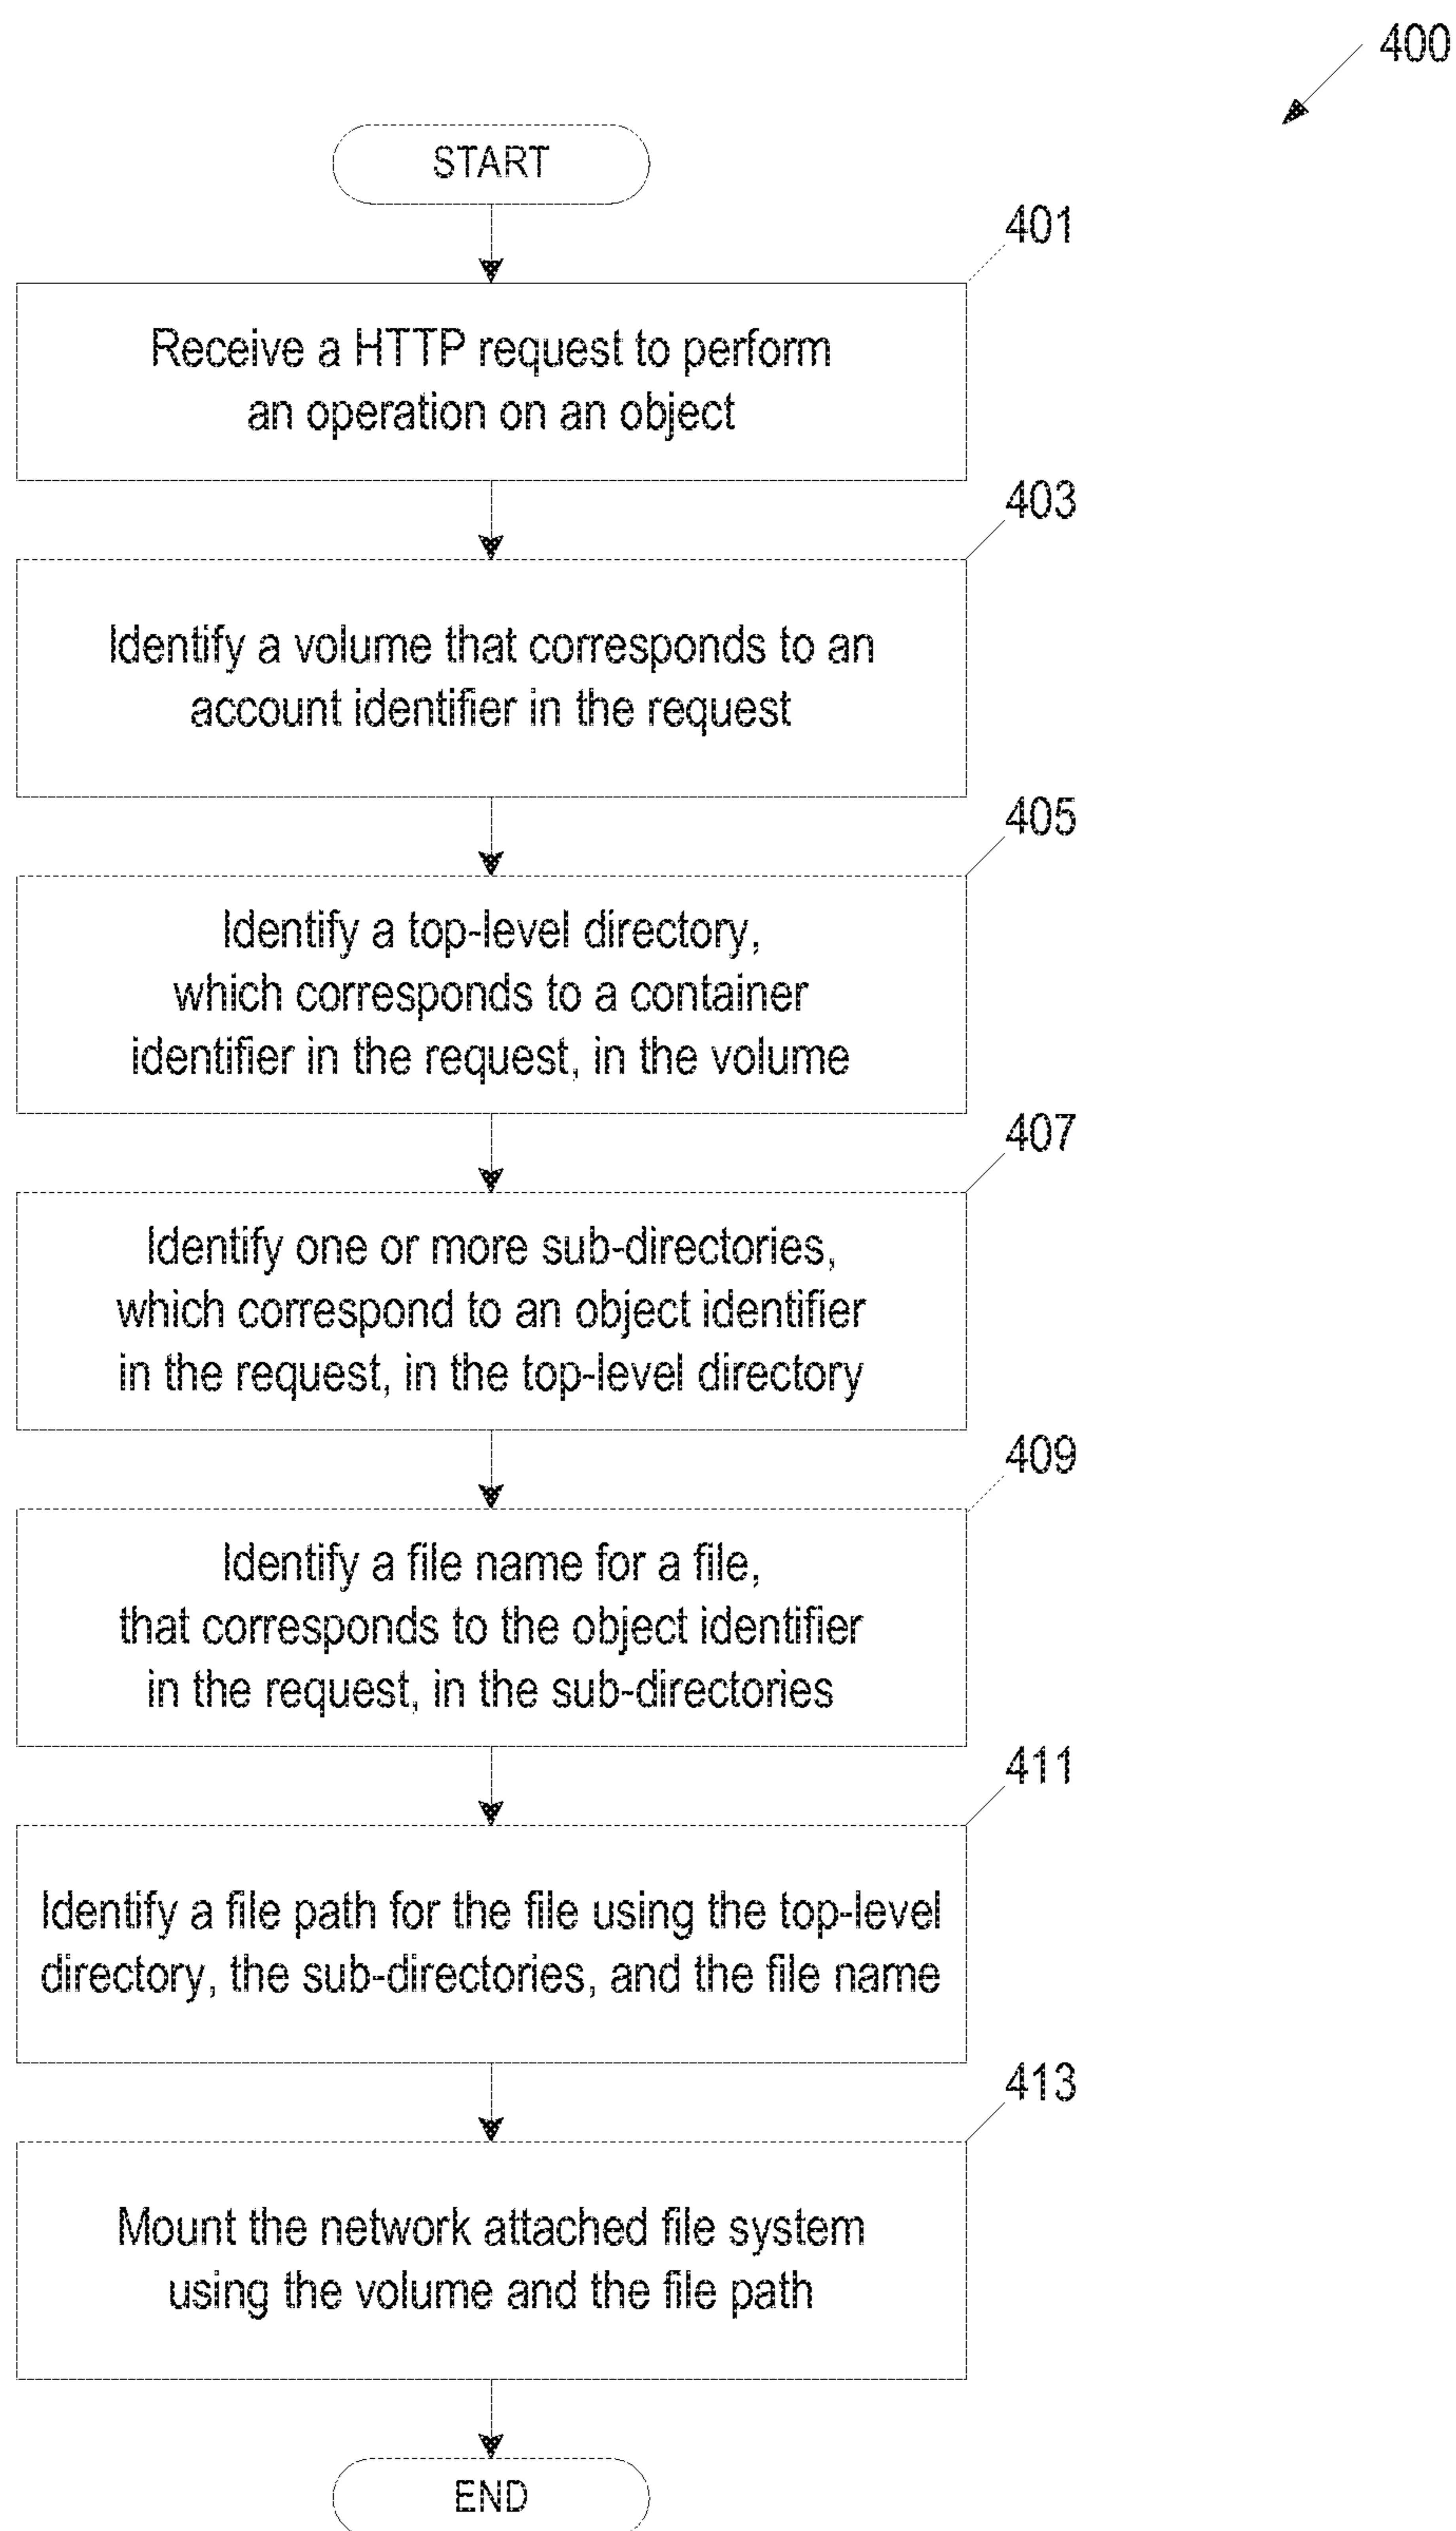 400
START
401
Receive a HTTP request to perform
an operation on an object
403
Identify a volume that corresponds to an
account identifier in the request
405
Identify a top-level directory,
which corresponds to a container
identifier in the request, in the volume
407
Identify one or more sub-directories,
which correspond to an object identifier
in the request, in the top-level directory
409
Identify a file name for a file,
that corresponds to the object identifier
in the request, in the sub-directories
411
Identify a file path for the file using the top-level
directory, the sub-directories, and the file name
413
Mount the network attached file system
using the volume and the file path
END